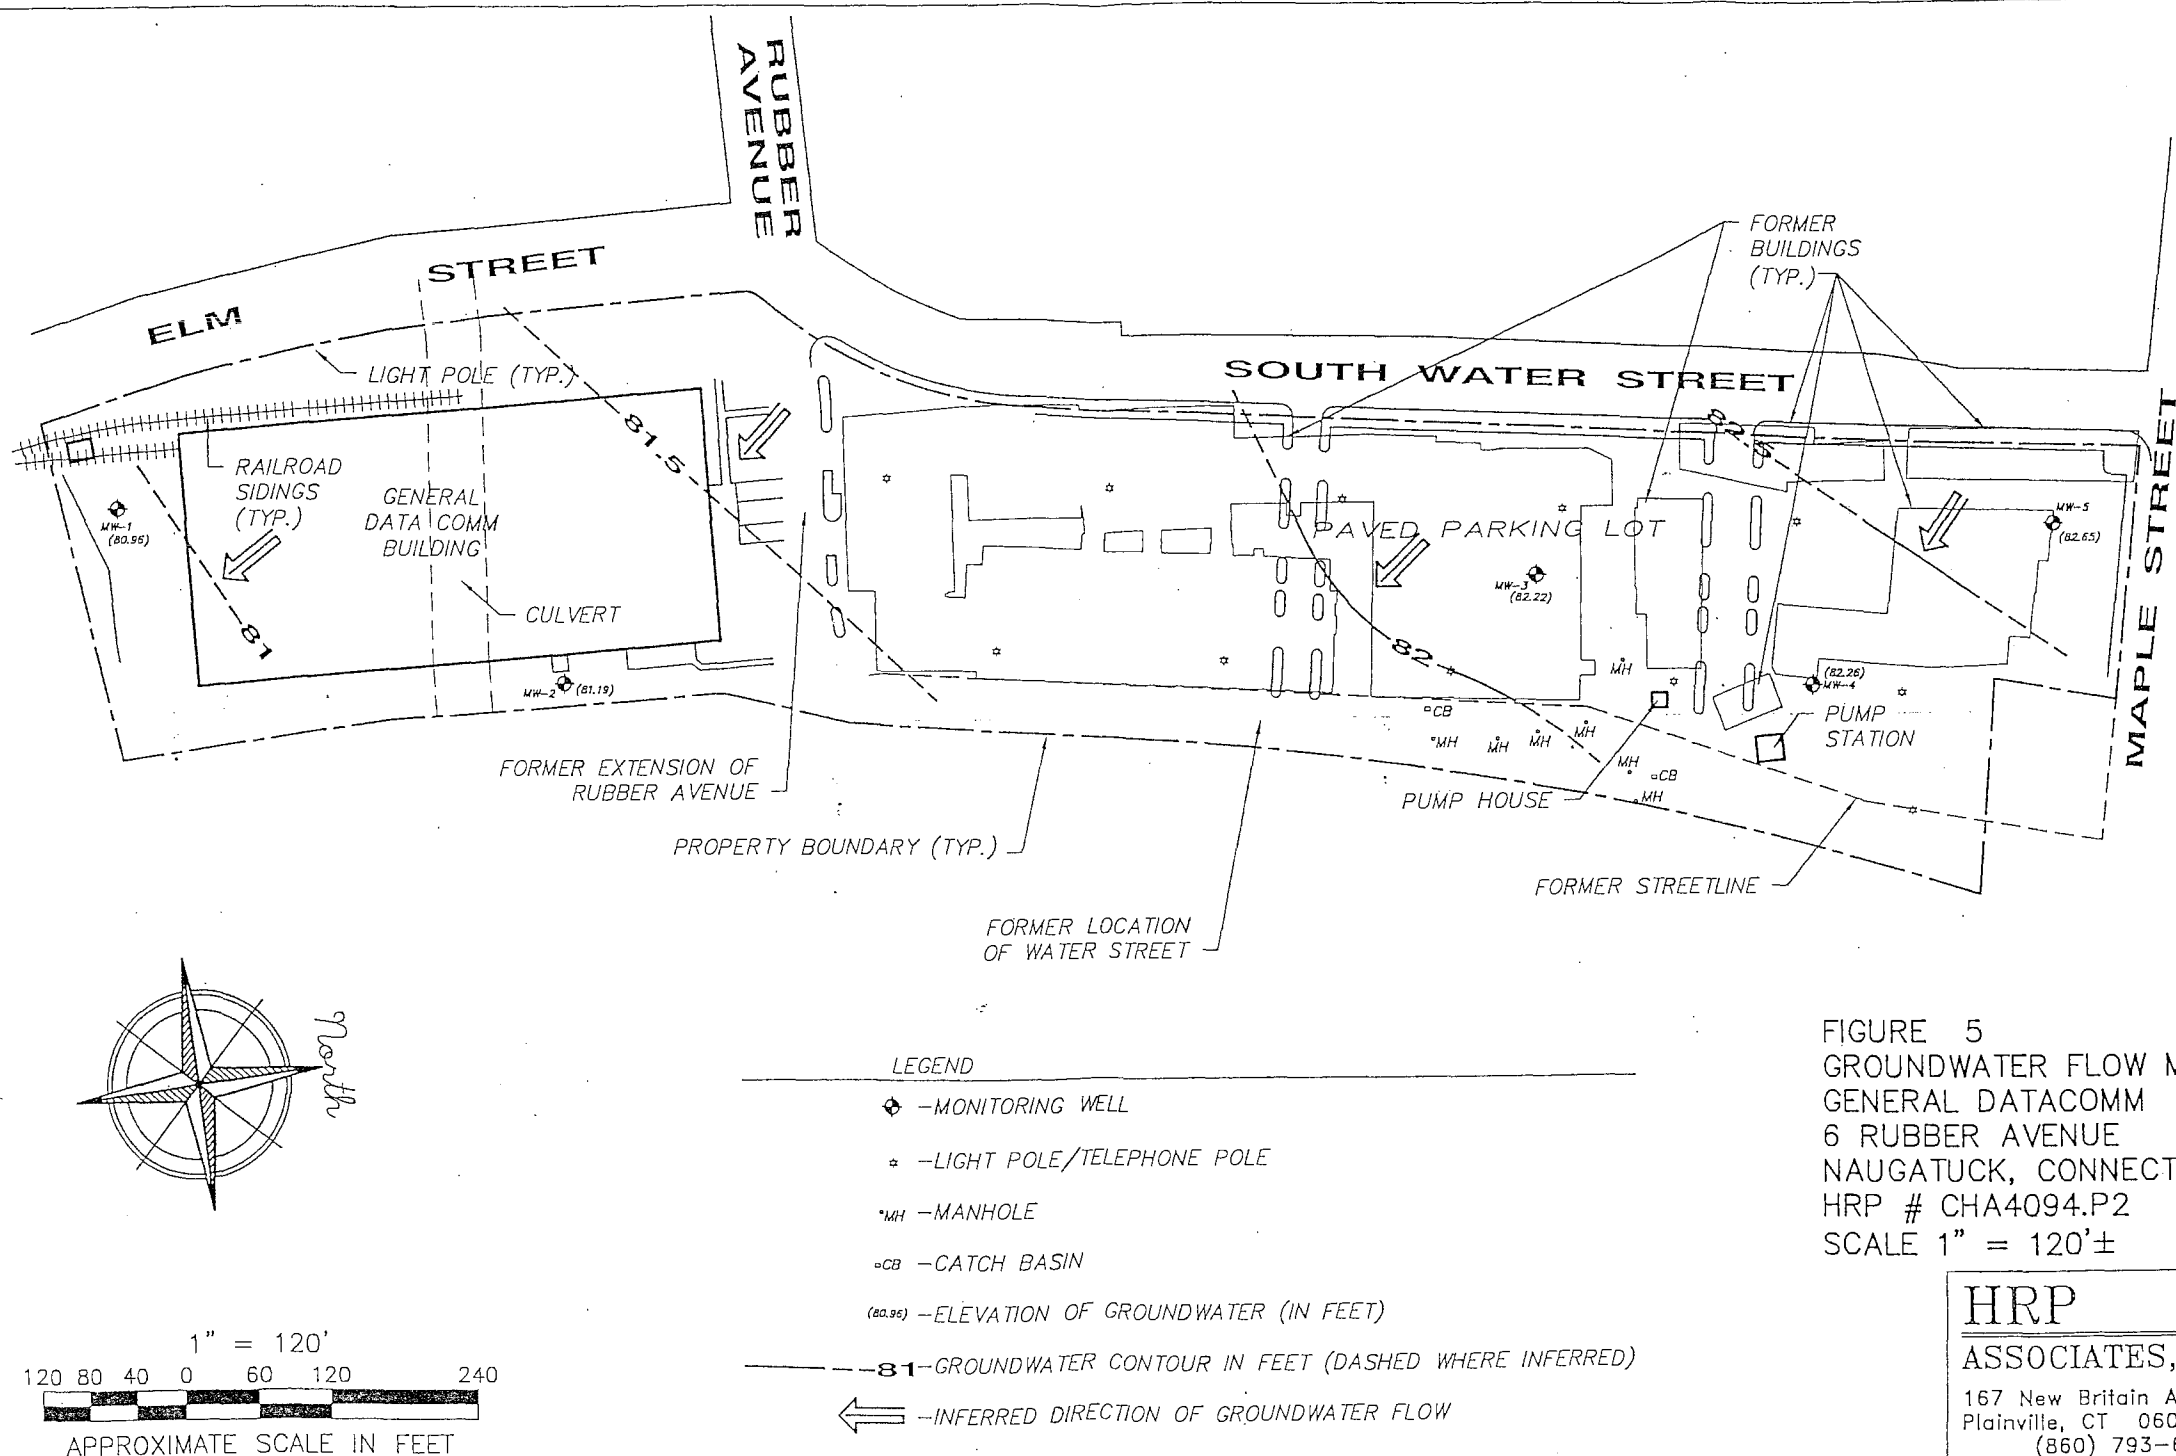 RUBBER
AVENUE
ELM STREET
SOUTH WATER STREET
MAPLE STREET
FORMER
BUILDINGS
(TYP.)
LIGHT POLE (TYP.)
RAILROAD
SIDINGS
(TYP.)
GENERAL
DATA COMM
BUILDING
CULVERT
81.5
82.5
82
81
MW-1
(80.96)
MW-2
(81.19)
MW-3
(82.22)
(82.26)
MW-4
MW-5
(82.65)
PAVED PARKING LOT
MH
CB
MH
MH
MH
MH
MH
CB
MH
PUMP
STATION
PUMP HOUSE
FORMER EXTENSION OF
RUBBER AVENUE
PROPERTY BOUNDARY (TYP.)
FORMER STREETLINE
FORMER LOCATION
OF WATER STREET
North
LEGEND
-MONITORING WELL
-LIGHT POLE/TELEPHONE POLE
MH -MANHOLE
CB -CATCH BASIN
(80.96) -ELEVATION OF GROUNDWATER (IN FEET)
81-GROUNDWATER CONTOUR IN FEET (DASHED WHERE INFERRED)
-INFERRED DIRECTION OF GROUNDWATER FLOW
1" = 120'
120 80 40 0 60 120 240
APPROXIMATE SCALE IN FEET
FIGURE 5
GROUNDWATER FLOW M
GENERAL DATACOMM
6 RUBBER AVENUE
NAUGATUCK, CONNECT
HRP # CHA4094.P2
SCALE 1" = 120'±
HRP
ASSOCIATES,
167 New Britain A
Plainville, CT 060
(860) 793-6